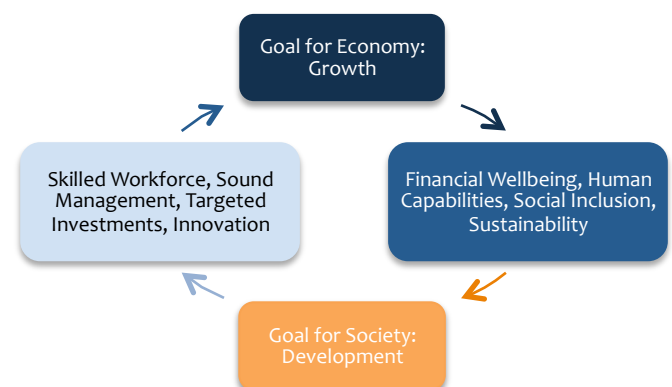 Goal for Economy:
Growth
Skilled Workforce, Sound
Management, Targeted
Investments, Innovation
Financial Wellbeing, Human
Capabilities, Social Inclusion,
Sustainability
Goal for Society:
Development